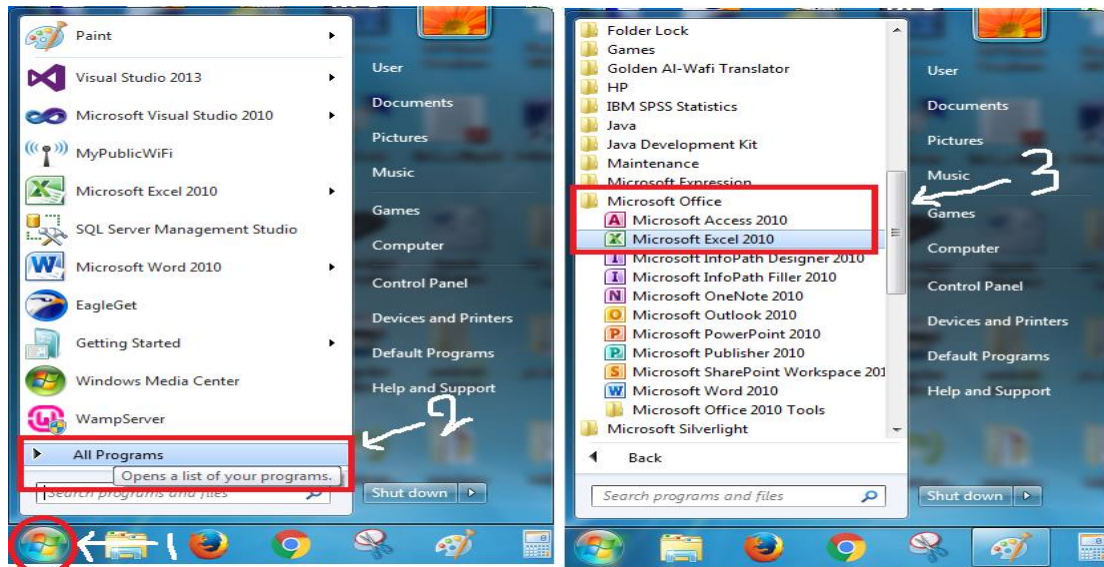 Paint
Visual Studio 2013
Microsoft Visual Studio 2010
MyPublicWiFi
Microsoft Excel 2010
SQL Server Management Studio
Microsoft Word 2010
EagleGet
Getting Started
Windows Media Center
WampServer
All Programs
Opens a list of your programs.
Search programs and files
User
Documents
Pictures
Music
Games
Computer
Control Panel
Devices and Printers
Default Programs
Help and Support
2
Shut down
1
Folder Lock
Games
Golden Al-Wafi Translator
HP
IBM SPSS Statistics
Java
Java Development Kit
Maintenance
Microsoft Expression
Microsoft Office
Microsoft Access 2010
Microsoft Excel 2010
Microsoft InfoPath Designer 2010
Microsoft InfoPath Filler 2010
Microsoft OneNote 2010
Microsoft Outlook 2010
Microsoft PowerPoint 2010
Microsoft Publisher 2010
Microsoft SharePoint Workspace 201
Microsoft Word 2010
Microsoft Office 2010 Tools
Microsoft Silverlight
Back
Search programs and files
User
Documents
Pictures
Music
3
Games
Computer
Control Panel
Devices and Printers
Default Programs
Help and Support
Shut down